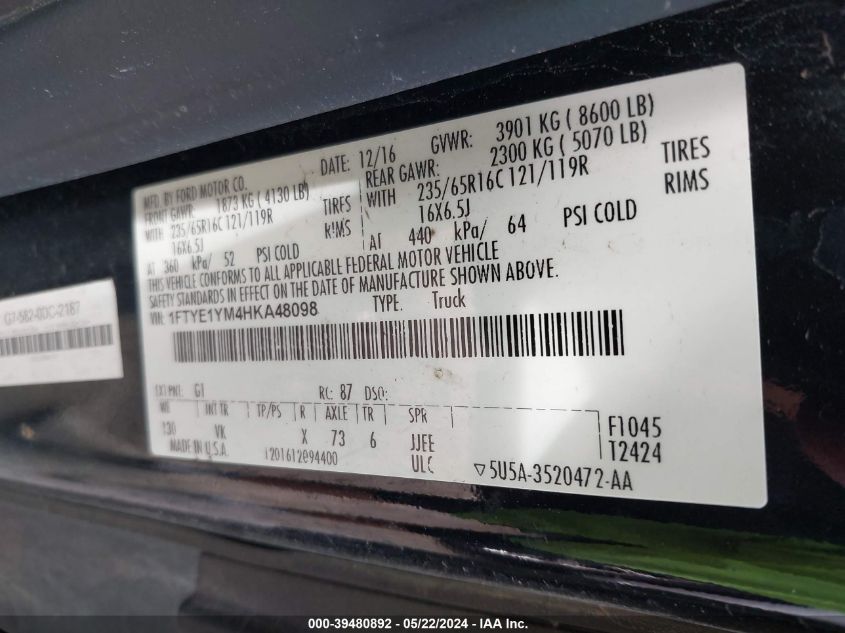 MFD. BY FORD MOTOR CO.
DATE: 12/16
GVWR: 3901 KG ( 8600 LB)
FRONT GAWR: 1873 KG ( 4130 LB)
REAR GAWR: 2300 KG ( 5070 LB)
WITH 235/65R16C 121/119R TIRES
WITH 235/65R16C 121/119R TIRES
16X6.5J RIMS
16X6.5J RIMS
AT 360 kPa/ 52 PSI COLD
AT 440 kPa/ 64 PSI COLD
THIS VEHICLE CONFORMS TO ALL APPLICABLE FEDERAL MOTOR VEHICLE
SAFETY STANDARDS IN EFFECT ON THE DATE OF MANUFACTURE SHOWN ABOVE.
VIN: 1FTYE1YM4HKA48098
TYPE: Truck
EXT PNT: G1 RC: 87 DSO:
WB INT TR TP/PS R AXLE TR SPR
130 VK X 73 6 JJEE
F1045
MADE IN U.S.A. ULC
T2424
▽5U5A-3520472-AA
G7-582-0DC-2187
000-39480892 - 05/22/2024 - IAA Inc.